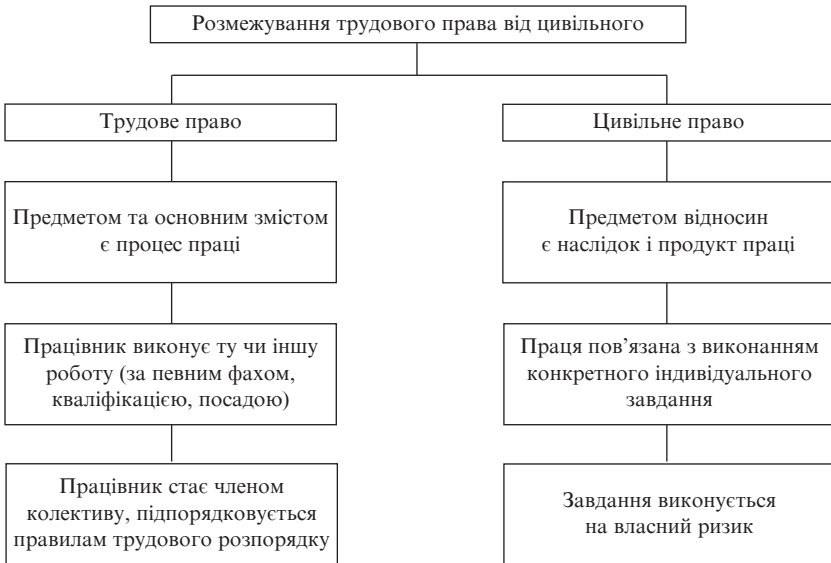 Розмежування трудового права від цивільного
Трудове право
Цивільне право
Предметом та основним змістом
є процес праці
Предметом відносин
є наслідок і продукт праці
Працівник виконує ту чи іншу
роботу (за певним фахом,
кваліфікацією, посадою)
Праця пов’язана з виконанням
конкретного індивідуального
завдання
Працівник стає членом
колективу, підпорядковується
правилам трудового розпорядку
Завдання виконується
на власний ризик